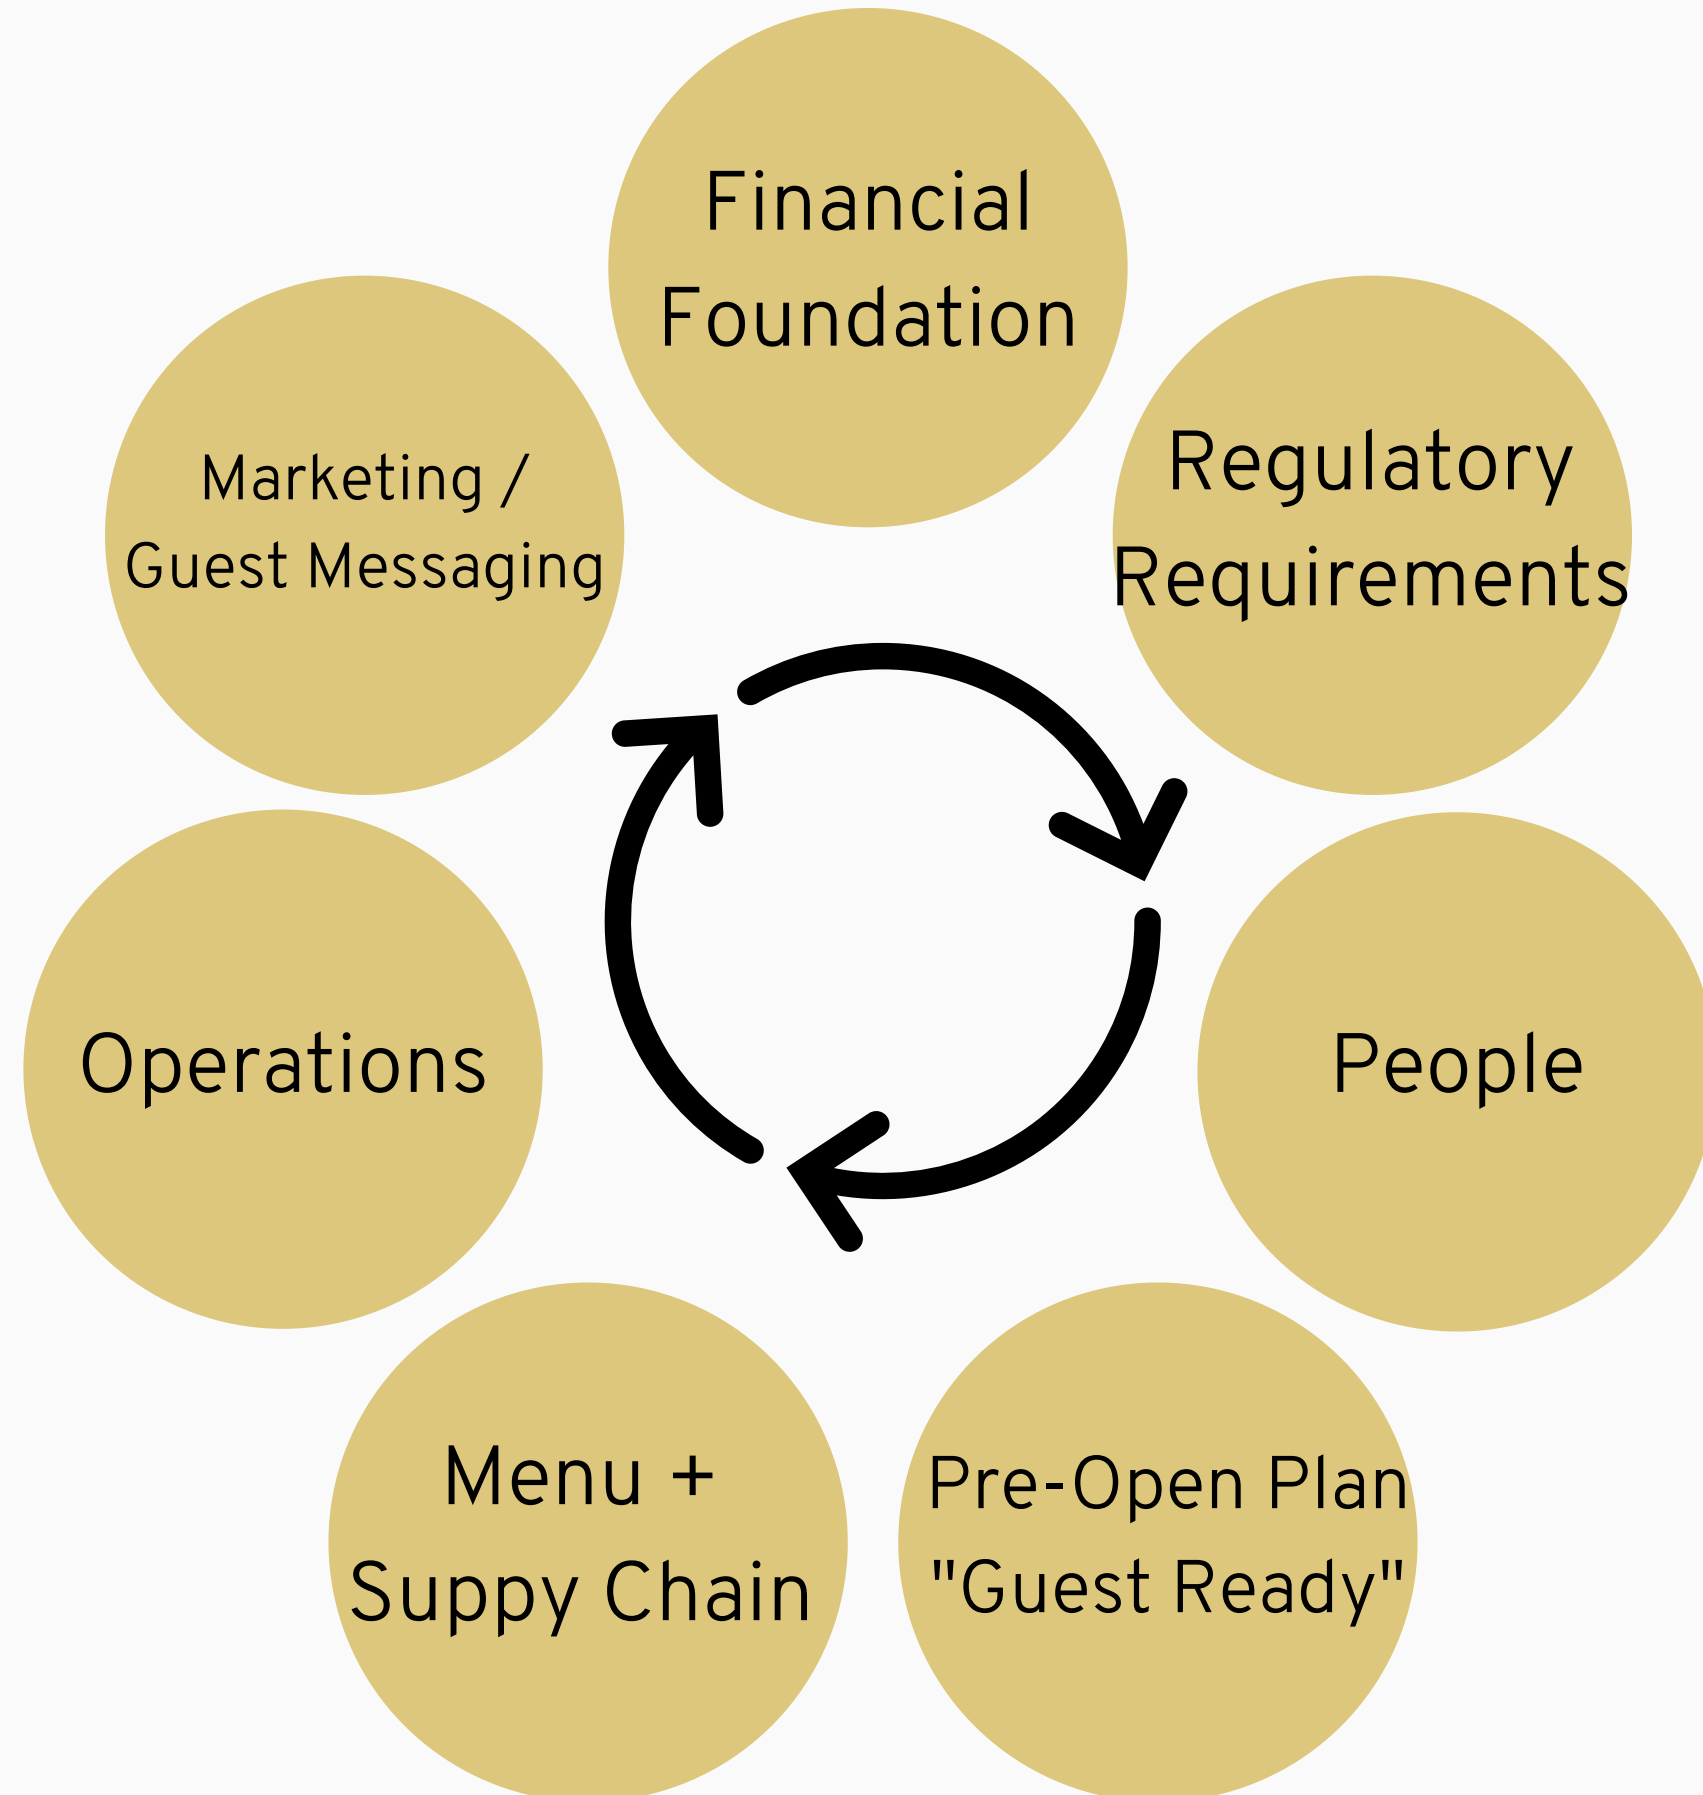 Financial
Foundation
Regulatory
Requirements
People
Pre-Open Plan
"Guest Ready"
Menu +
Suppy Chain
Operations
Marketing /
Guest Messaging